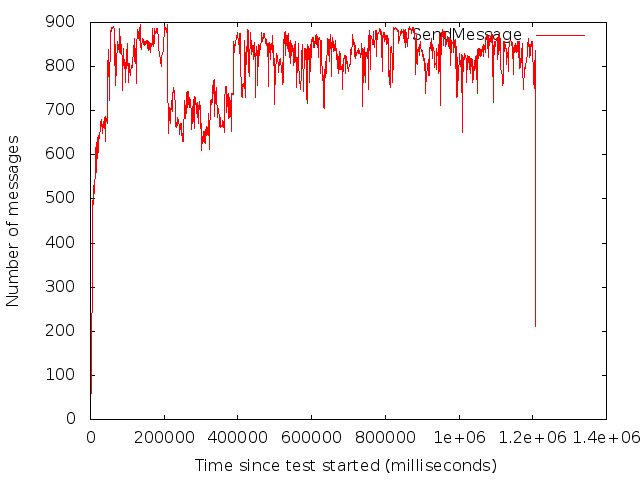 900
800
700
600
500
400
300
200
100
0
Number of messages
SendMessage
0 200000 400000 600000 800000 1e+06 1.2e+06 1.4e+06
Time since test started (milliseconds)